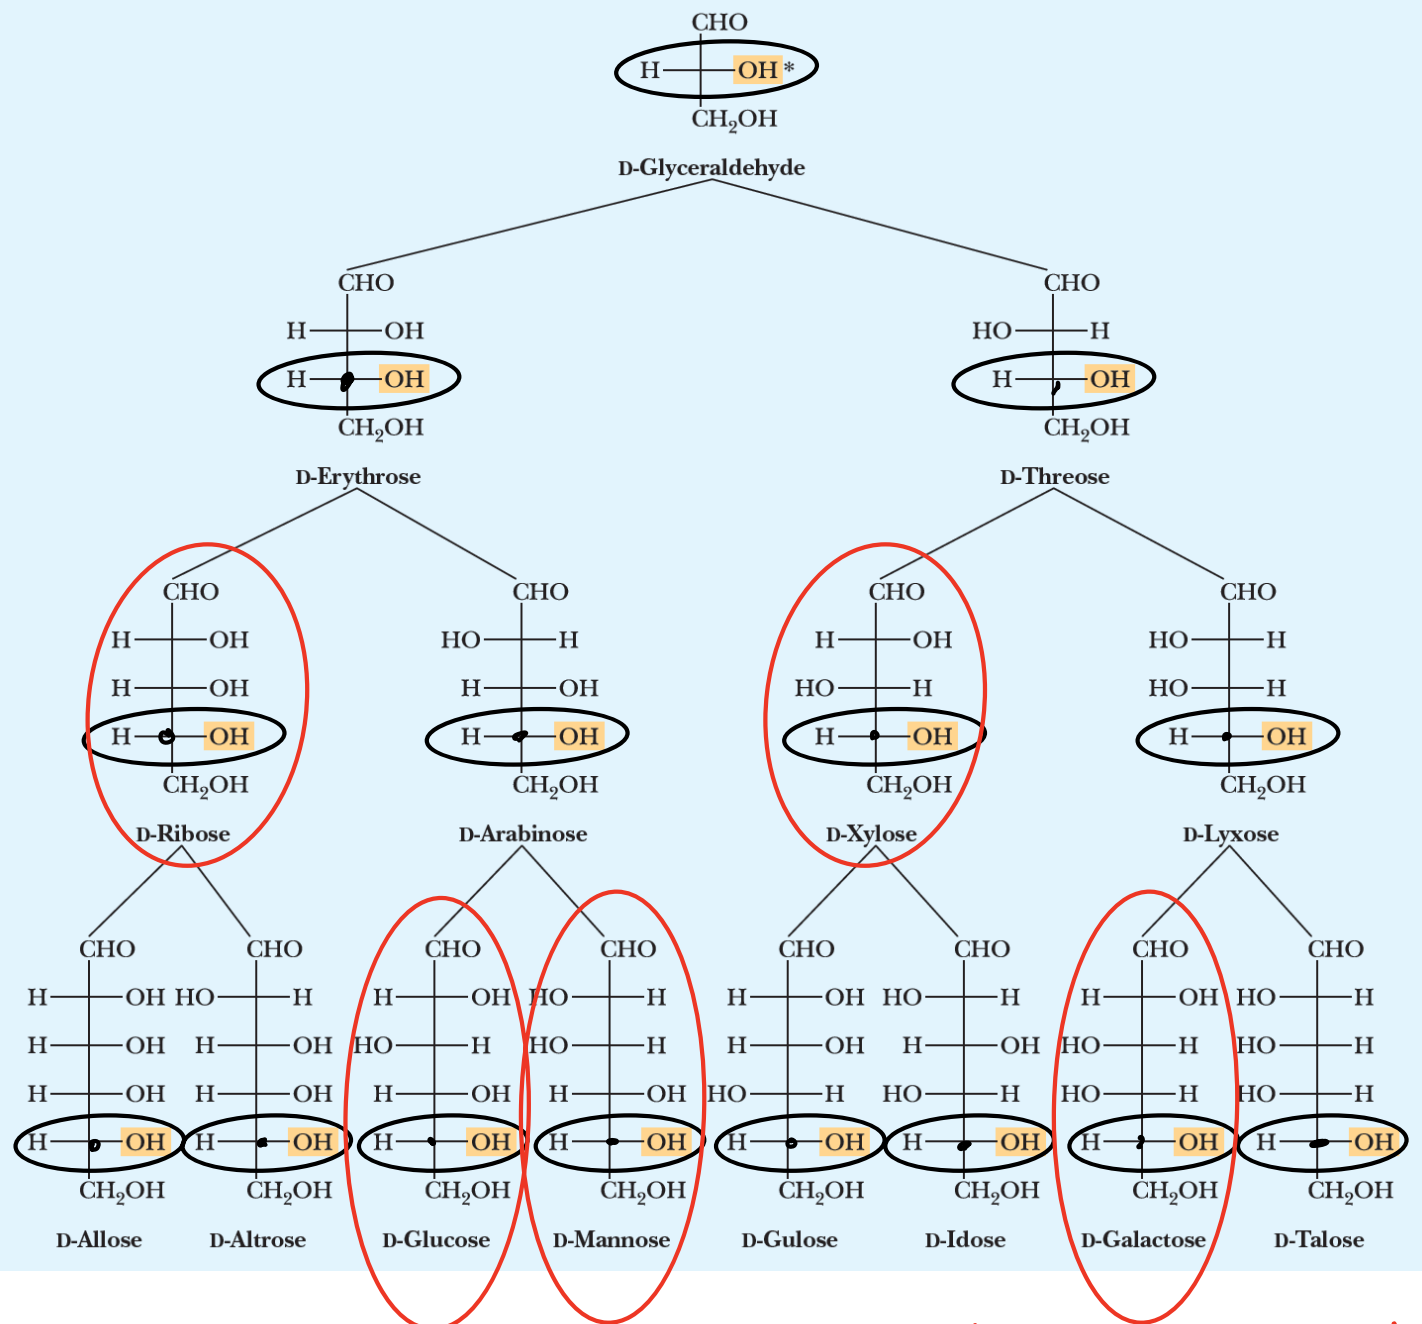 CHO
H OH *
CH₂OH
D-Glyceraldehyde
CHO CHO
H OH HO H
H OH H OH
CH₂OH CH₂OH
D-Erythrose D-Threose
CHO CHO CHO CHO
H OH HO H H OH HO H
H OH H OH HO H HO H
H OH H OH H OH H OH
CH₂OH CH₂OH CH₂OH CH₂OH
D-Ribose D-Arabinose D-Xylose D-Lyxose
CHO CHO CHO CHO CHO CHO CHO CHO
H OH HO H H OH HO H H OH HO H H OH HO H
H OH H OH HO H HO H H OH H OH HO H HO H
H OH H OH H OH H OH HO H HO H HO H HO H
H OH H OH H OH H OH H OH H OH H OH H OH
CH₂OH CH₂OH CH₂OH CH₂OH CH₂OH CH₂OH CH₂OH CH₂OH
D-Allose D-Altrose D-Glucose D-Mannose D-Gulose D-Idose D-Galactose D-Talose